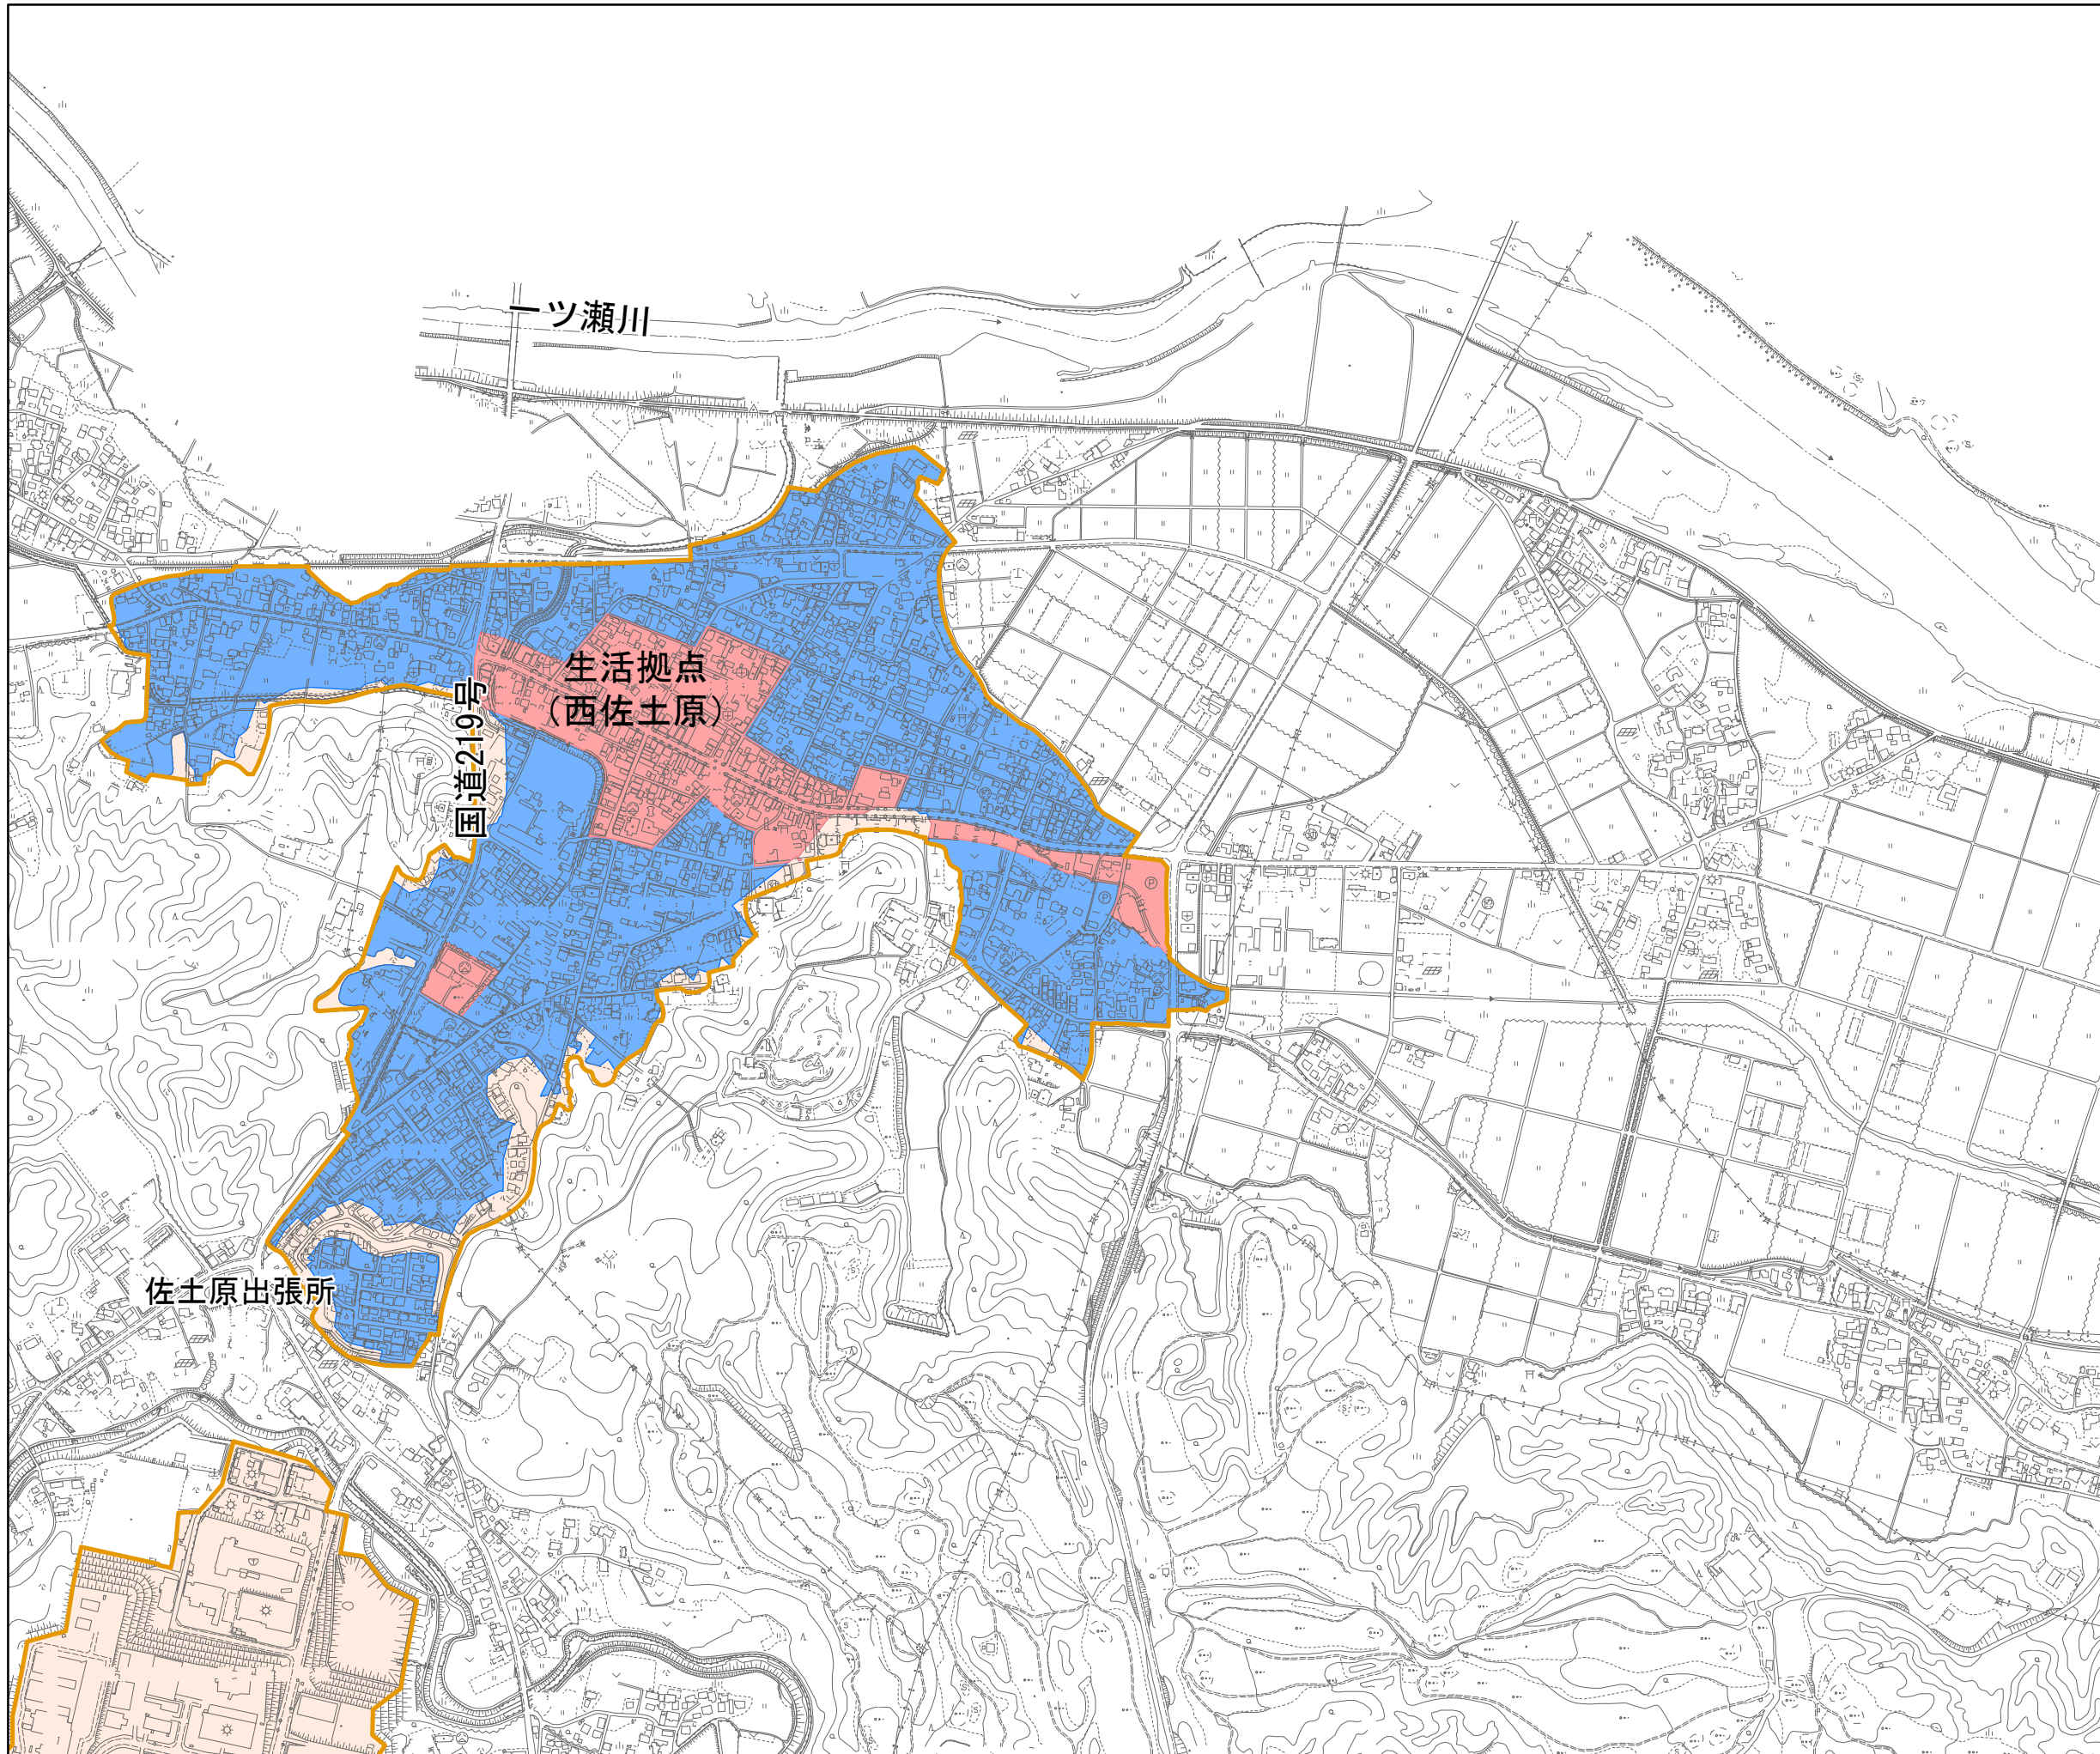 一ツ瀬川
生活拠点
（西佐土原）
国道219号
佐土原出張所